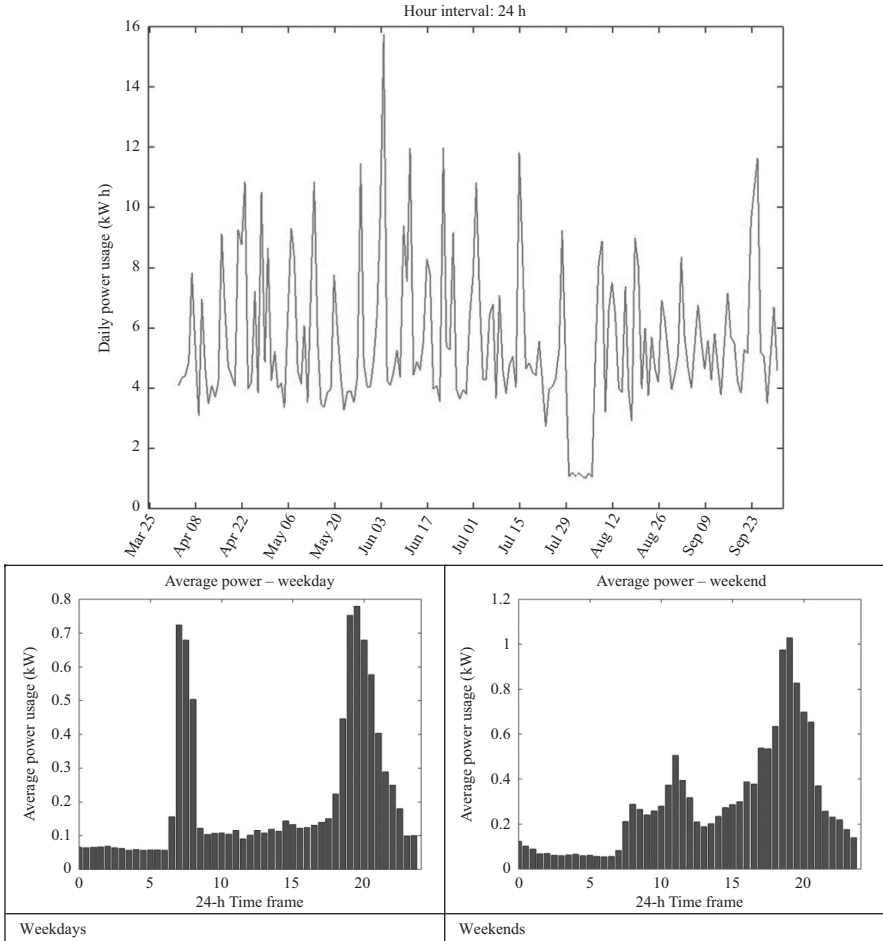 Hour interval: 24 h
16
14
12
10
8
6
4
2
0
Daily power usage (kW h)
Mar 25
Apr 08
Apr 22
May 06
May 20
Jun 03
Jun 17
Jul 01
Jul 15
Jul 29
Aug 12
Aug 26
Sep 09
Sep 23
Average power – weekday
0.8
0.7
0.6
0.5
0.4
0.3
0.2
0.1
0
Average power usage (kW)
0 5 10 15 20
24-h Time frame
Weekdays
Average power – weekend
1.2
1
0.8
0.6
0.4
0.2
0
Average power usage (kW)
0 5 10 15 20
24-h Time frame
Weekends